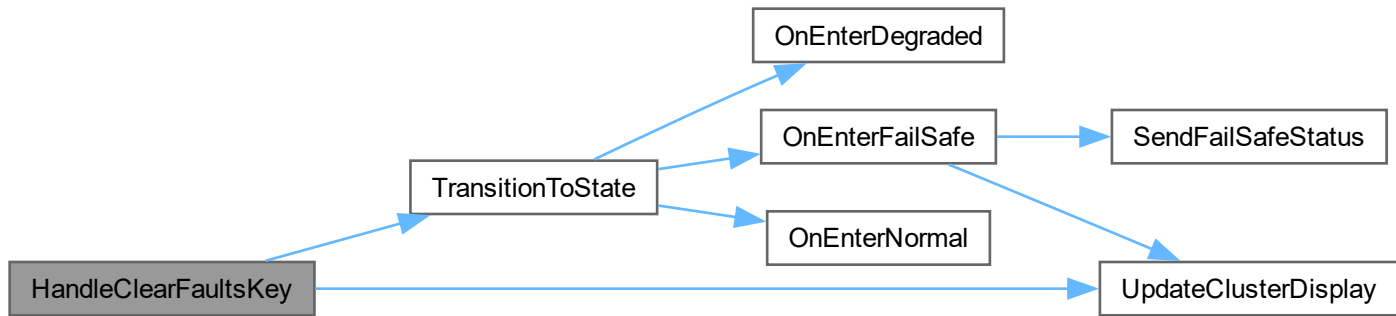 OnEnterDegraded
OnEnterFailSafe
SendFailSafeStatus
TransitionToState
OnEnterNormal
HandleClearFaultsKey
UpdateClusterDisplay